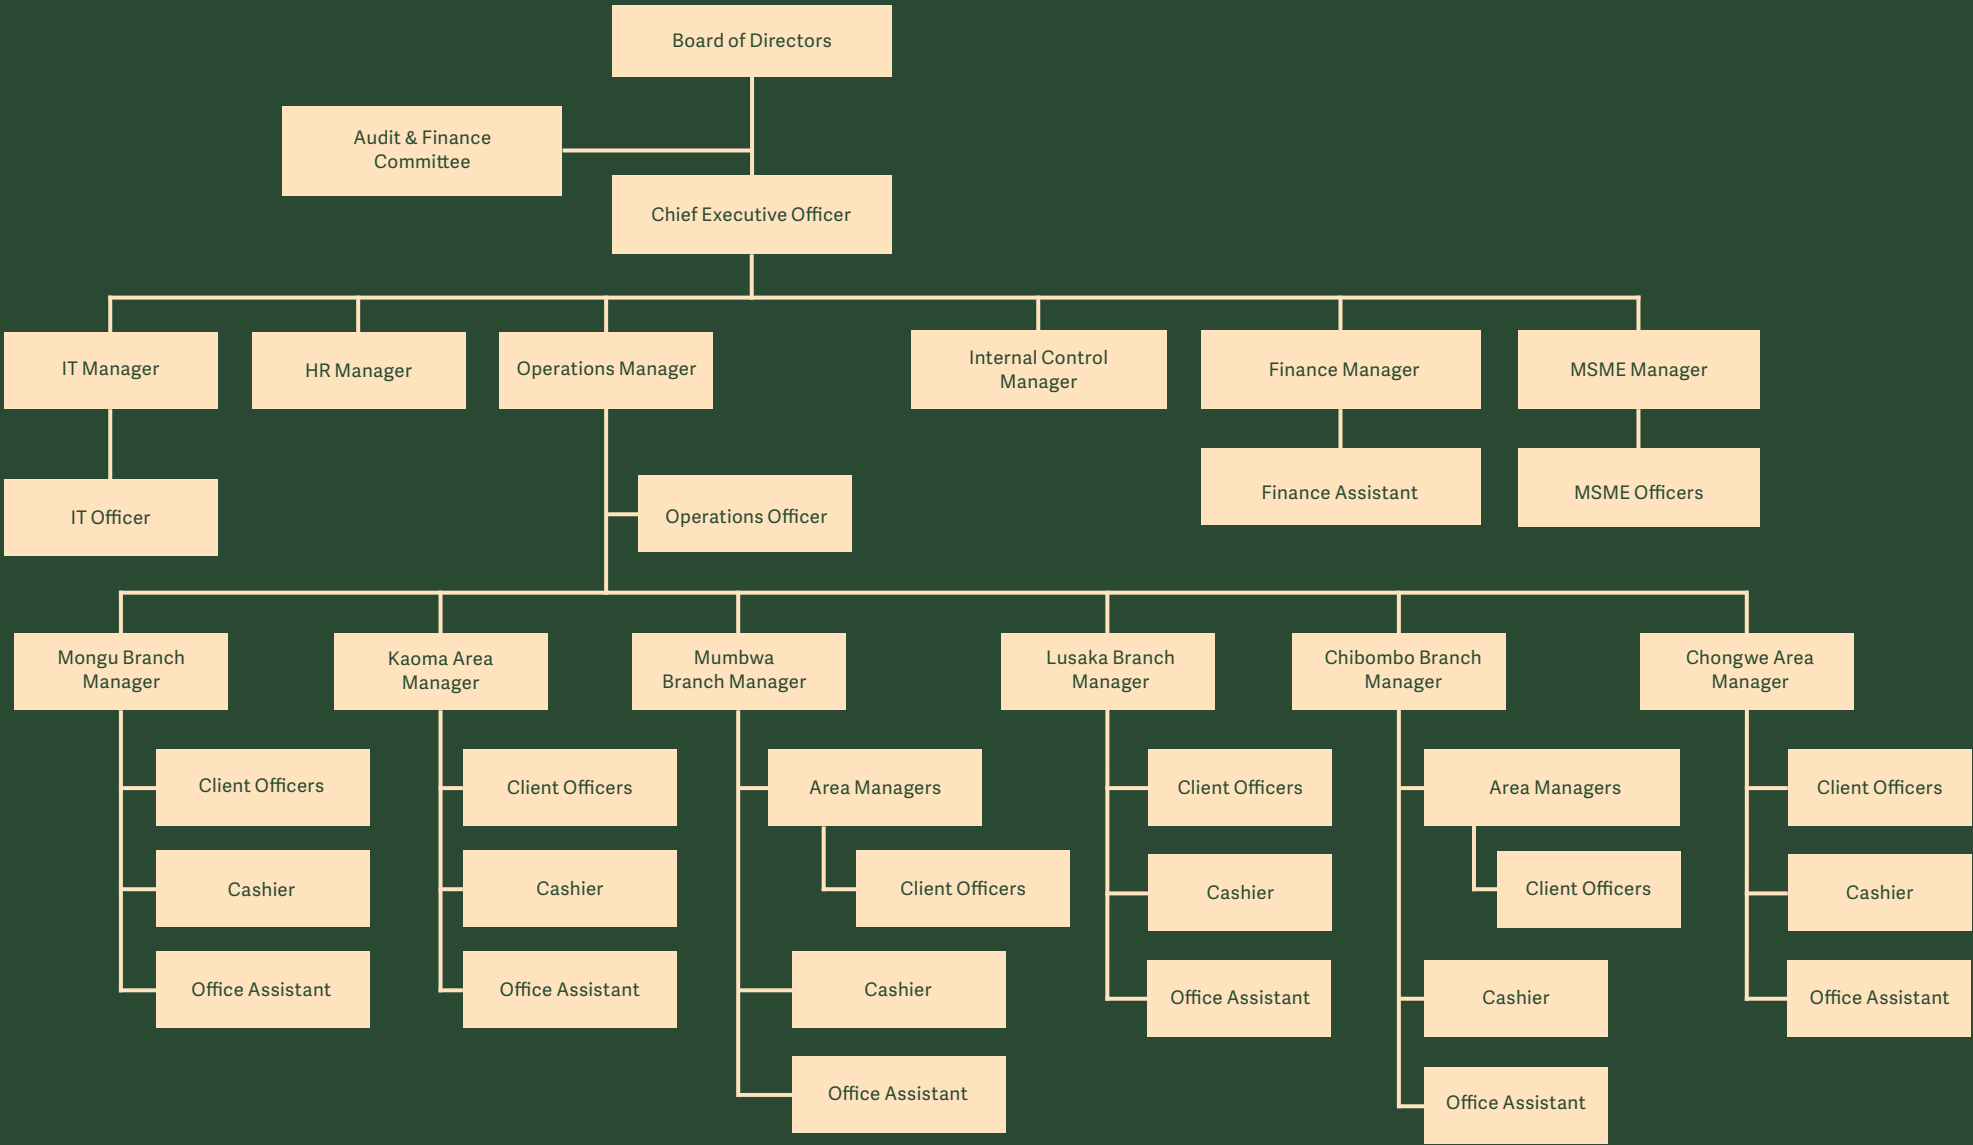 Board of Directors
Audit & Finance
Committee
Chief Executive Officer
IT Manager
HR Manager
Operations Manager
Internal Control
Manager
Finance Manager
MSME Manager
IT Officer
Operations Officer
Finance Assistant
MSME Officers
Mongu Branch
Manager
Kaoma Area
Manager
Mumbwa
Branch Manager
Lusaka Branch
Manager
Chibombo Branch
Manager
Chongwe Area
Manager
Client Officers
Cashier
Office Assistant
Client Officers
Cashier
Office Assistant
Area Managers
Client Officers
Cashier
Office Assistant
Client Officers
Cashier
Office Assistant
Area Managers
Client Officers
Cashier
Office Assistant
Client Officers
Cashier
Office Assistant